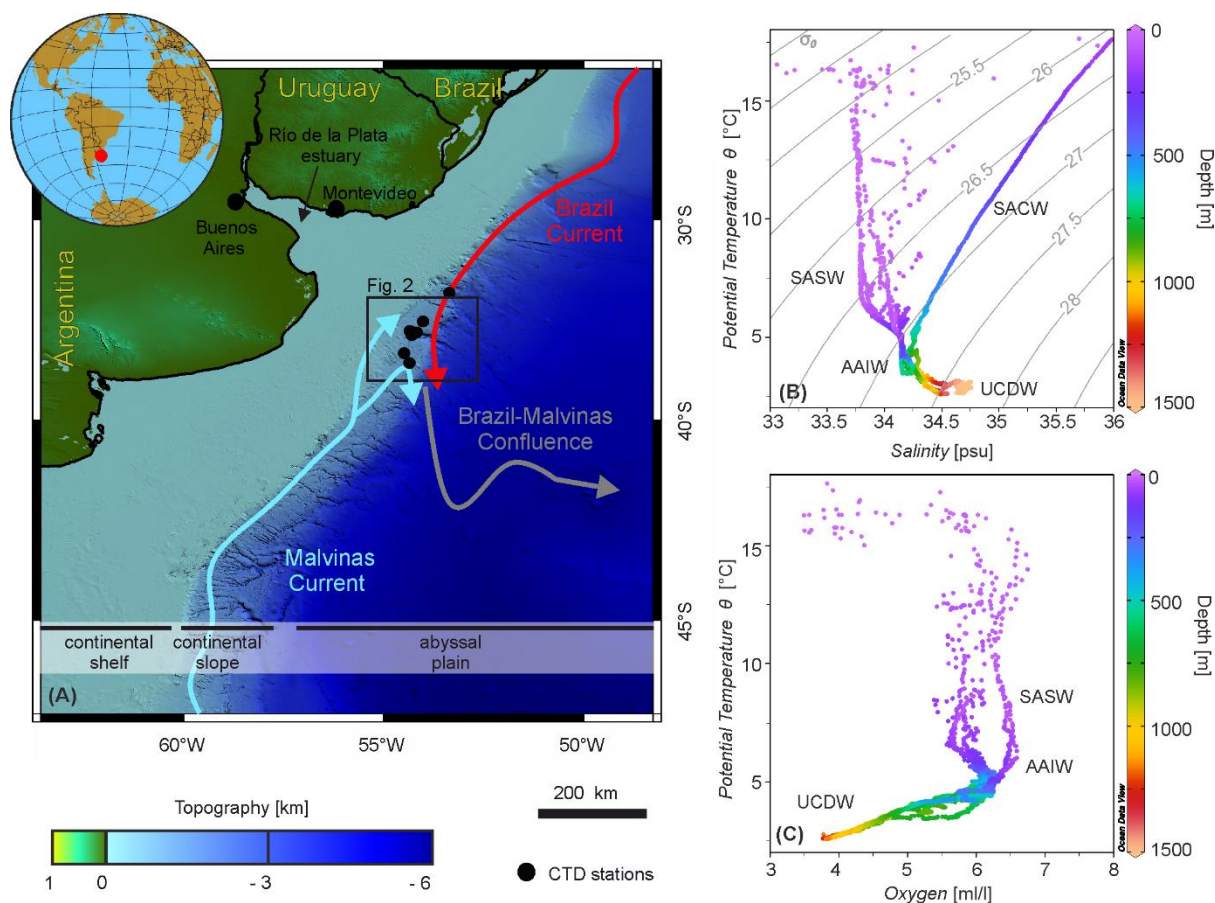 Uruguay
Brazil
Río de la Plata
estuary
Montevideo
Buenos
Aires
Argentina
Brazil
Current
Fig. 2
Brazil-Malvinas
Confluence
Malvinas
Current
continental
shelf
continental
slope
abyssal
plain
(A)
30°S
40°S
45°S
60°W
55°W
50°W
Topography [km]
1 0 - 3 - 6
200 km
CTD stations
σ0
25.5
26
26.5
27
27.5
28
SACW
SASW
AAIW
UCDW
(B)
Ocean Data View
15
10
5
Potential Temperature θ [°C]
33 33.5 34 34.5 35 35.5 36
Salinity [psu]
0
500
1000
1500
Depth [m]
SASW
AAIW
UCDW
(C)
Ocean Data View
15
10
5
Potential Temperature θ [°C]
4 5 6 7 8
Oxygen [ml/l]
0
500
1000
1500
Depth [m]